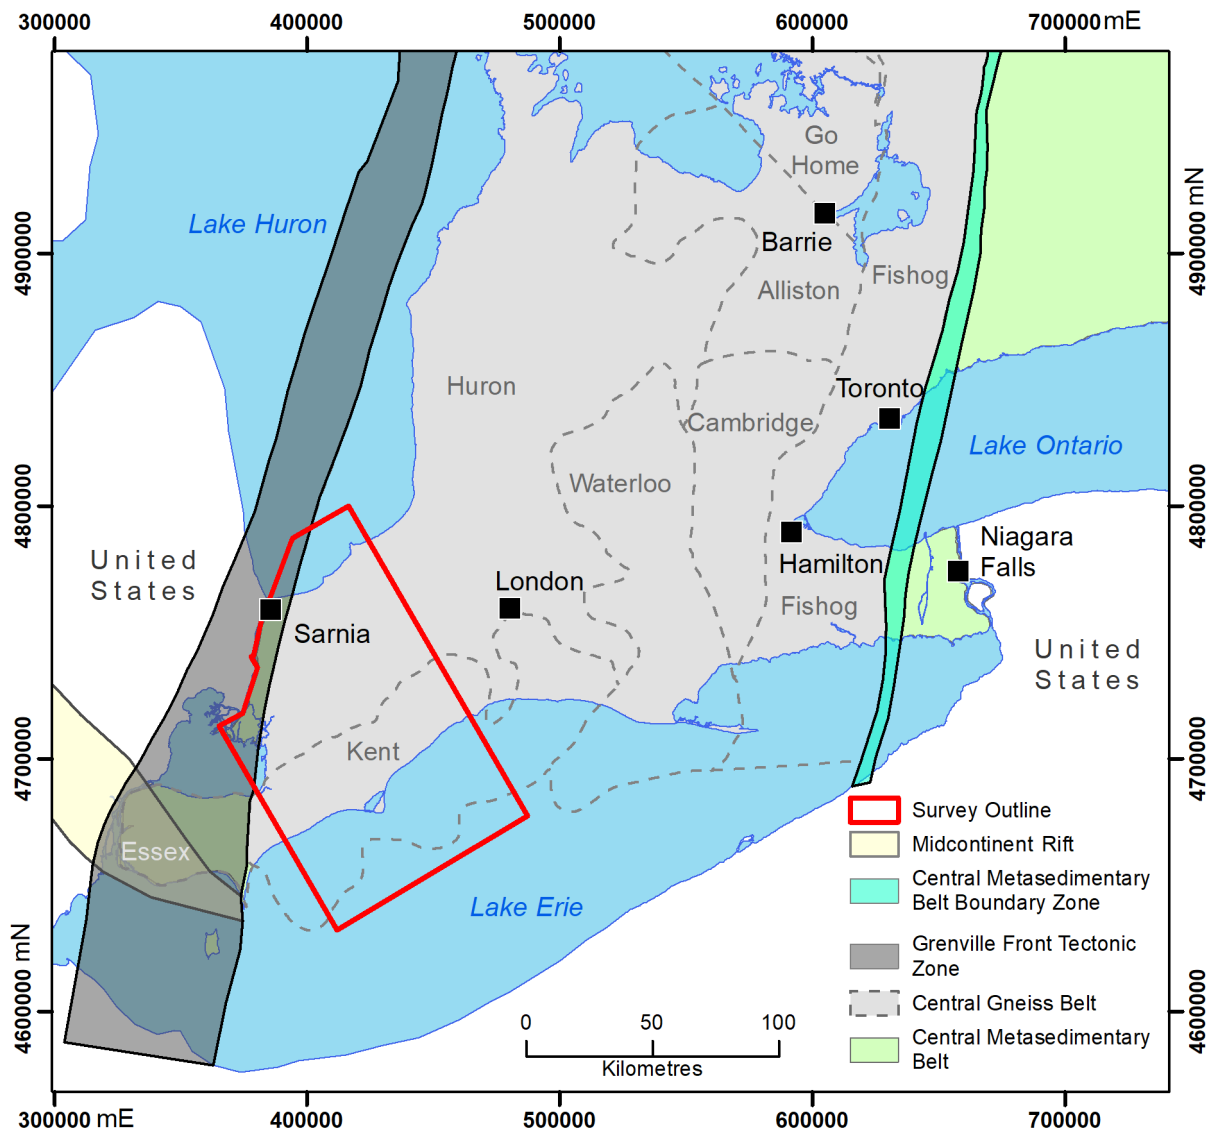 300000
400000
500000
600000
700000 mE
4900000
4800000
4700000
4600000 mN
4900000 mN
4800000
4700000
4600000
Go
Home
Lake Huron
Barrie
Fishog
Alliston
Huron
Toronto
Cambridge
Lake Ontario
Waterloo
United
States
Niagara
Falls
Hamilton
London
Fishog
Sarnia
United
States
Kent
Essex
Lake Erie
Survey Outline
Midcontinent Rift
Central Metasedimentary
Belt Boundary Zone
Grenville Front Tectonic
Zone
Central Gneiss Belt
Central Metasedimentary
Belt
0 50 100
Kilometres
300000 mE
400000
500000
600000
700000